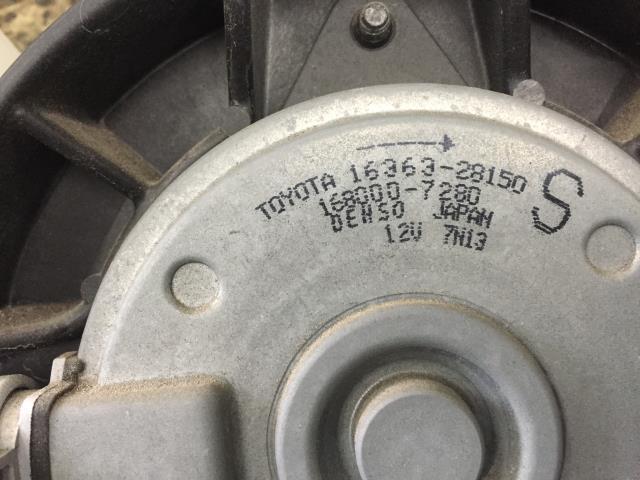 TOYOTA 16363-28150
168000-7280
DENSO JAPAN
12V 7N13
S